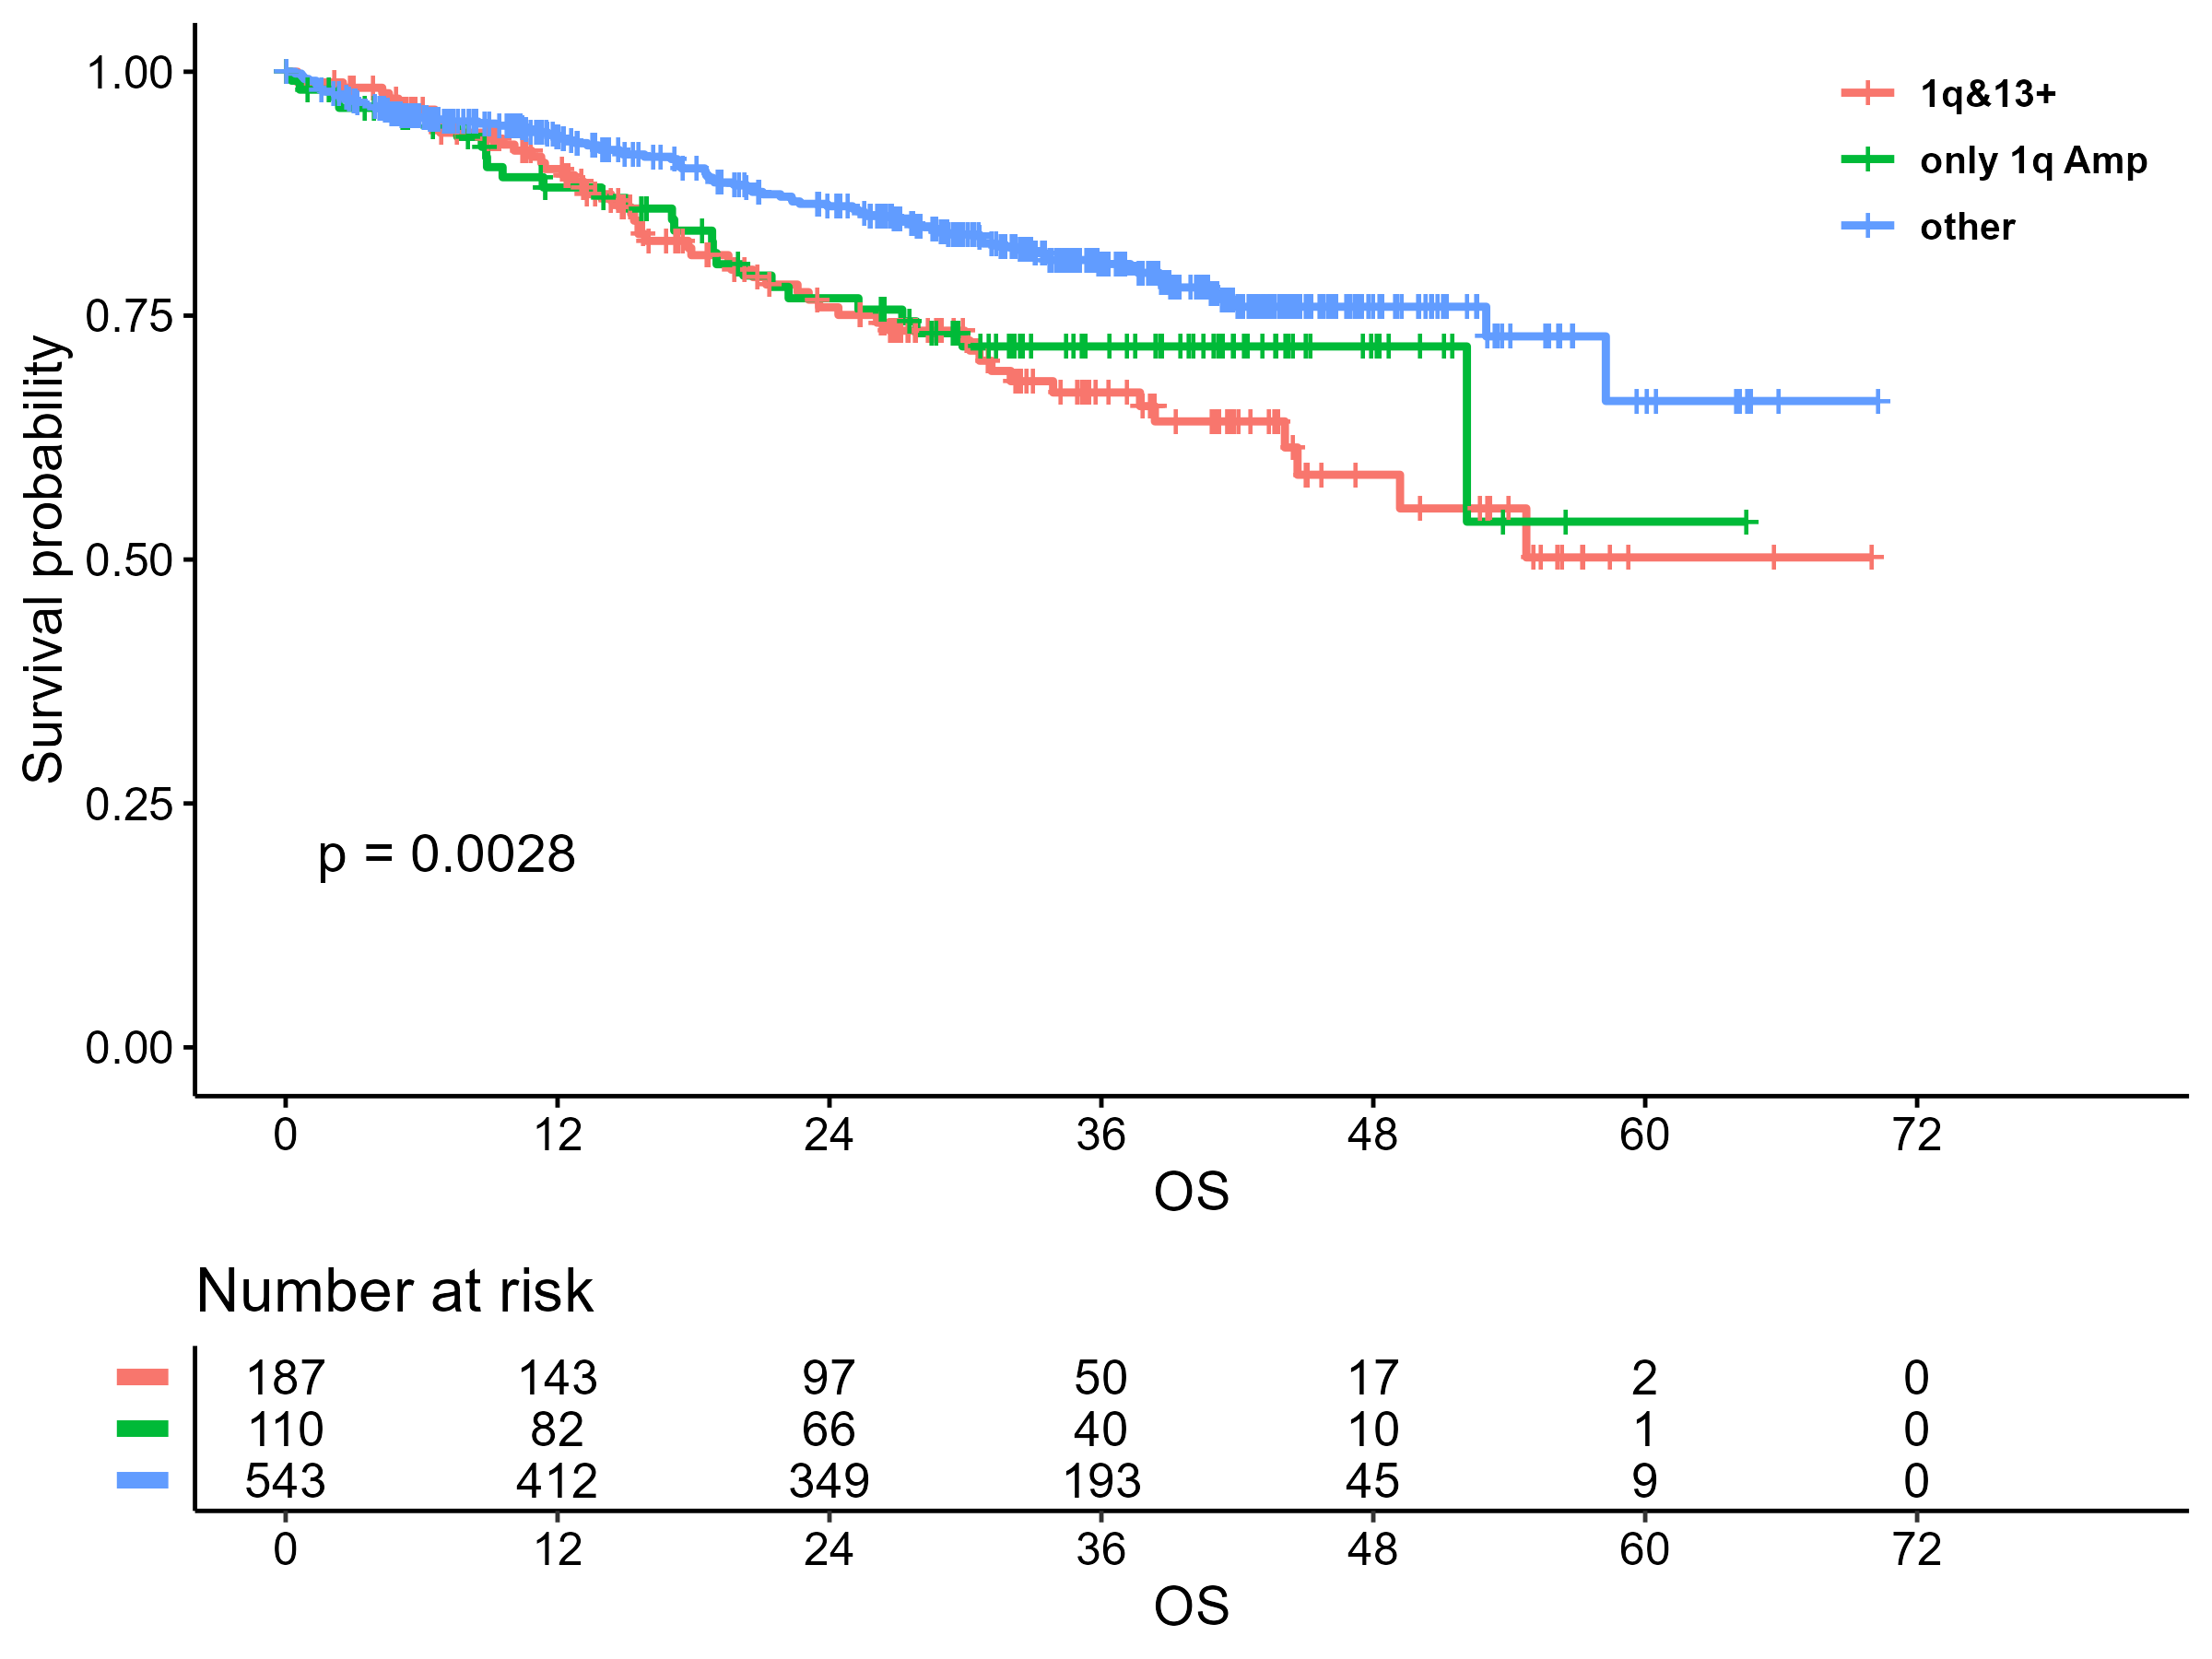 1.00
0.75
0.50
0.25
0.00
Survival probability
1q&13+
only 1q Amp
other
p = 0.0028
0 12 24 36 48 60 72
OS
Number at risk
187 143 97 50 17 2 0
110 82 66 40 10 1 0
543 412 349 193 45 9 0
0 12 24 36 48 60 72
OS